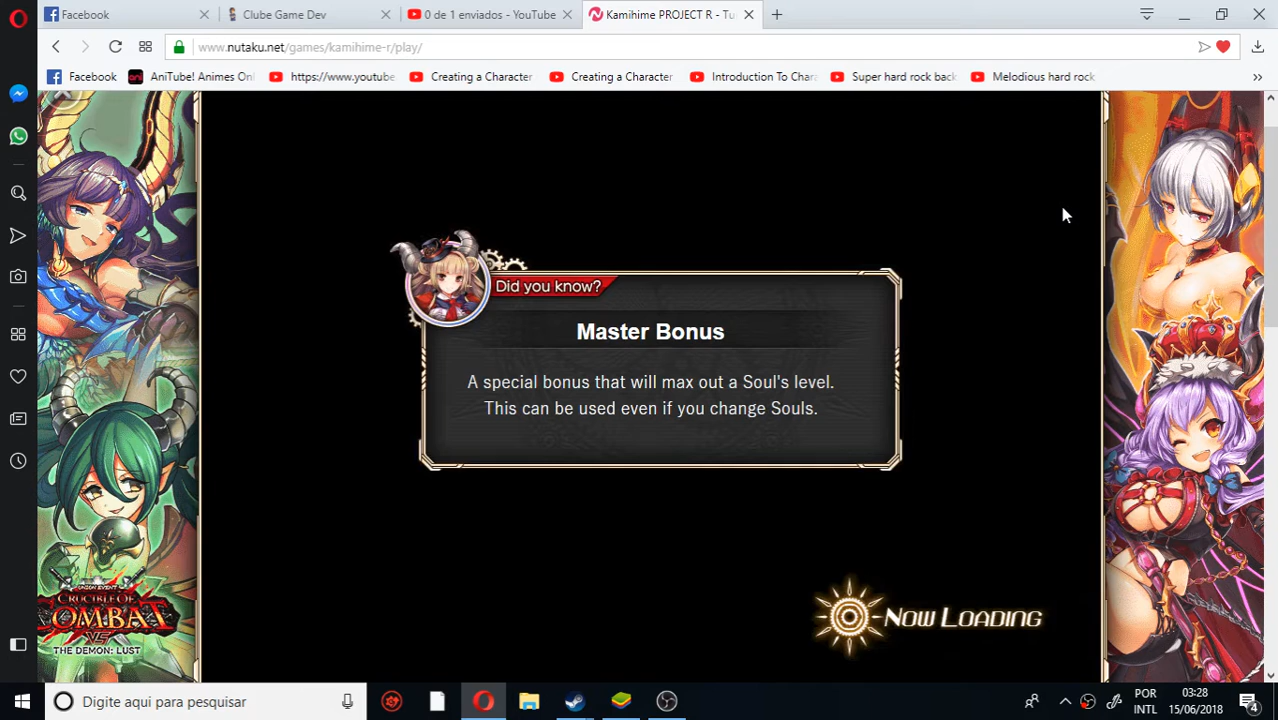 Facebook
Clube Game Dev
0 de 1 enviados - YouTube
Kamihime PROJECT R - Tu
www.nutaku.net/games/kamihime-r/play/
Facebook
AniTube! Animes Onl
https://www.youtube
Creating a Character
Creating a Character
Introduction To Chara
Super hard rock back
Melodious hard rock
Did you know?
Master Bonus
A special bonus that will max out a Soul's level.
This can be used even if you change Souls.
NOW LOADING
UNION EVENT
CRUCIBLE OF
COMBAT
VS
THE DEMON: LUST
Digite aqui para pesquisar
POR
INTL
03:28
15/06/2018
4